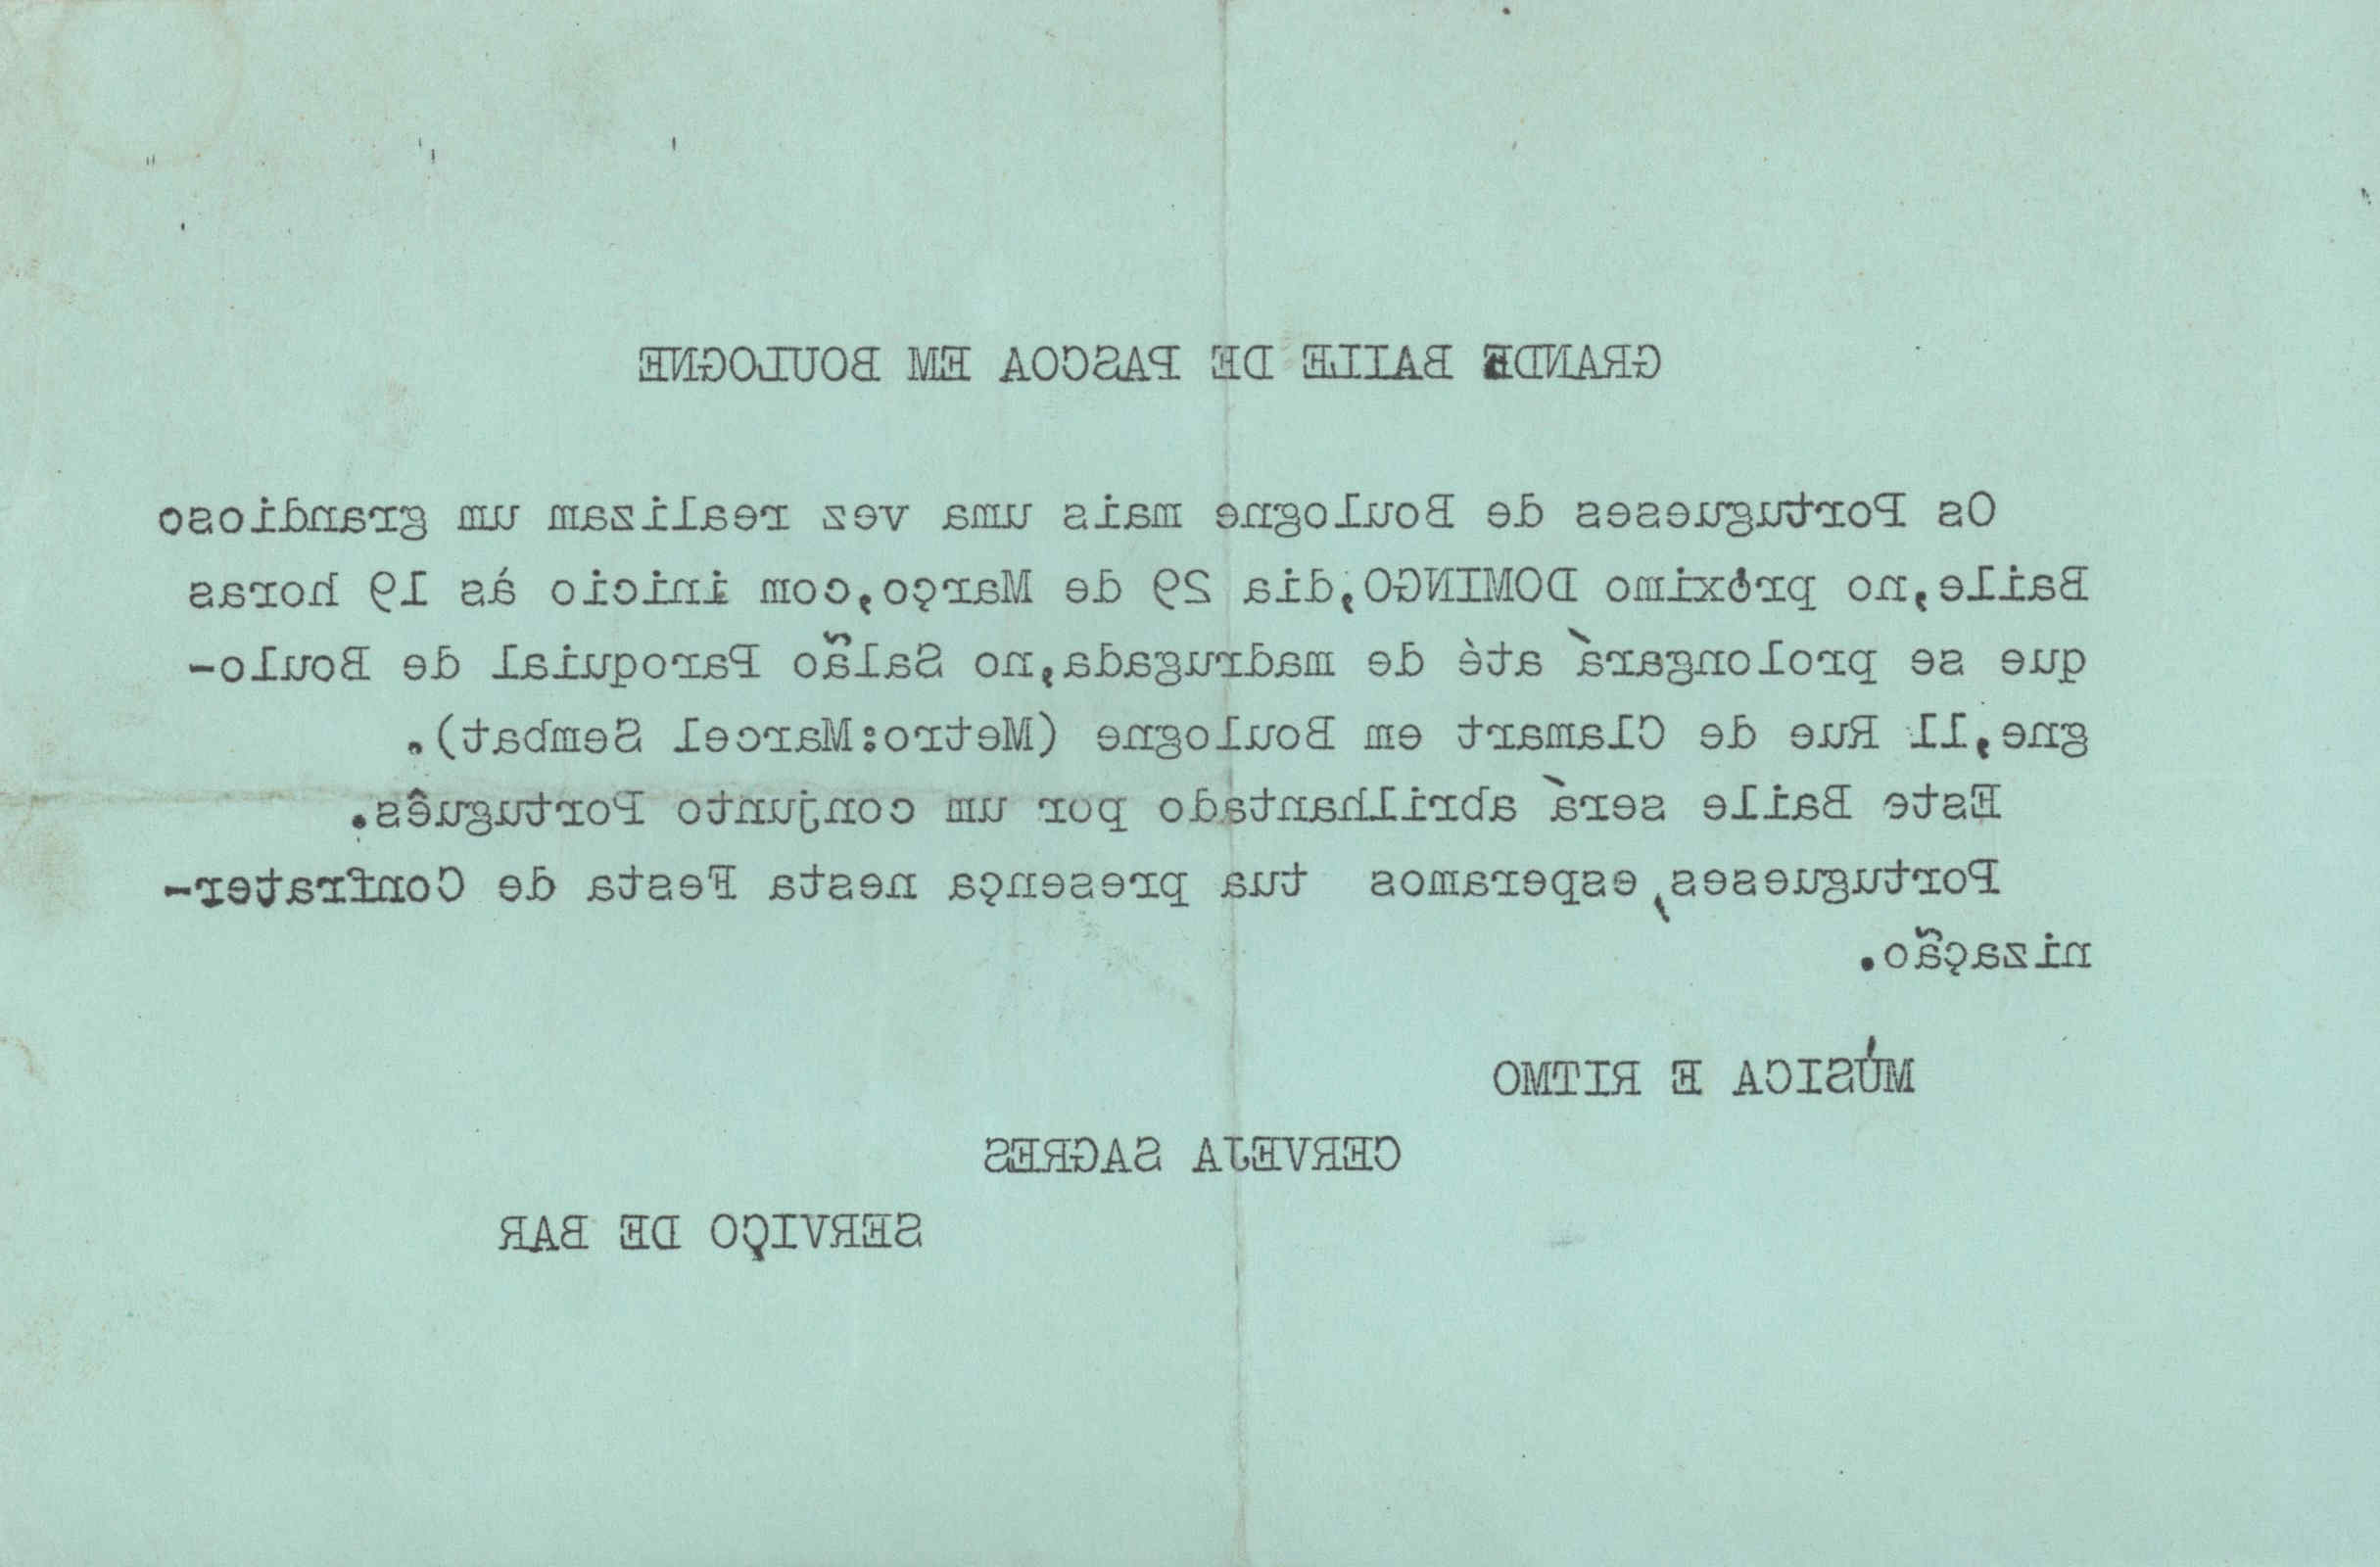 GRANDE BAILE DE PASCOA EM BOULOGNE
Os Portugueses de Boulogne mais uma vez realizam um grandioso
Baile,no próximo DOMINGO,dia 29 de Março,com inicio ás 19 horas
que se prolongará até de madrugada,no Salão Paroquial de Boulo-
gne,11 Rue de Clamart em Boulogne (Metro:Marcel Sembat).
Este Baile será abrilhantado por um conjunto Português.
Portugueses,esperamos tua presença nesta Festa de Confrater-
nização.
MÚSICA E RITMO
CERVEJA SAGRES
SERVIÇO DE BAR